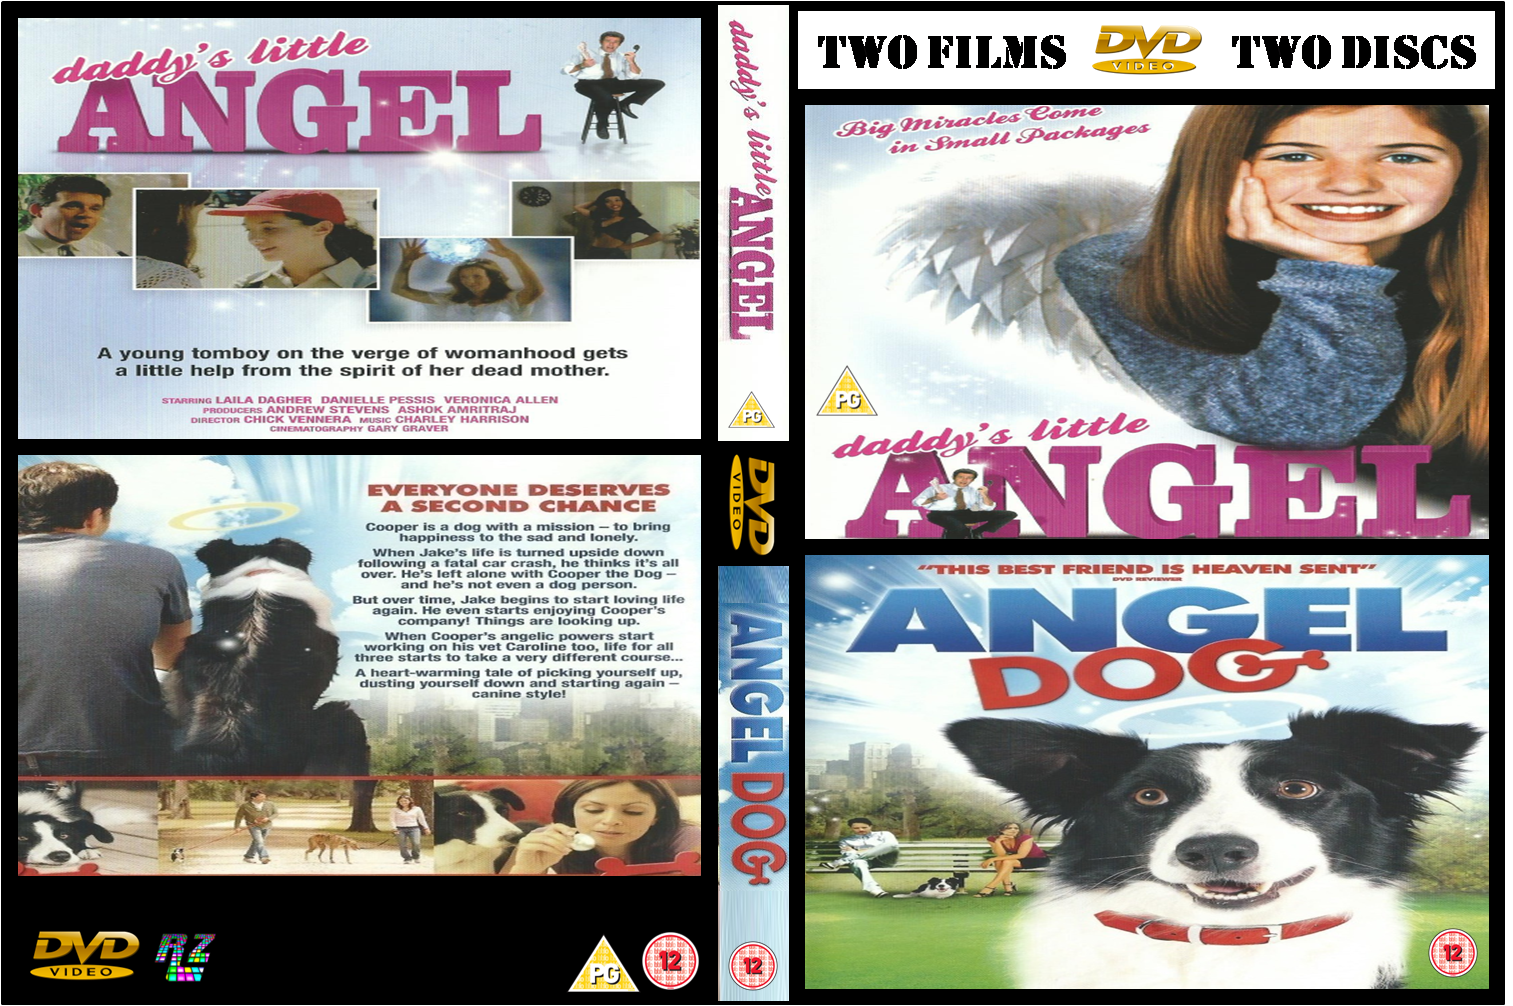 daddy's little
ANGEL
A young tomboy on the verge of womanhood gets
a little help from the spirit of her dead mother.
STARRING LAILA DAGHER DANIELLE PESSIS VERONICA ALLEN
PRODUCERS ANDREW STEVENS ASHOK AMRITRAJ
DIRECTOR CHICK VENNERA MUSIC CHARLEY HARRISON
CINEMATOGRAPHY GARY GRAVER
EVERYONE DESERVES
A SECOND CHANCE
Cooper is a dog with a mission – to bring
happiness to the sad and lonely.
When Jake's life is turned upside down
following a fatal car crash, he thinks it's all
over. He's left alone with Cooper the Dog –
and he's not even a dog person.
But over time, Jake begins to start loving life
again. He even starts enjoying Cooper's
company! Things are looking up.
When Cooper's angelic powers start
working on his vet Caroline too, life for all
three starts to take a very different course...
A heart-warming tale of picking yourself up,
dusting yourself down and starting again –
canine style!
DVD
VIDEO
RZ
PG
12
daddy's little
ANGEL
PG
DVD
VIDEO
ANGEL DOG
12
TWO FILMS
DVD
VIDEO
TWO DISCS
Big Miracles Come
in Small Packages
PG
daddy's little
ANGEL
"THIS BEST FRIEND IS HEAVEN SENT"
DVD REVIEWER
ANGEL
DOG
12